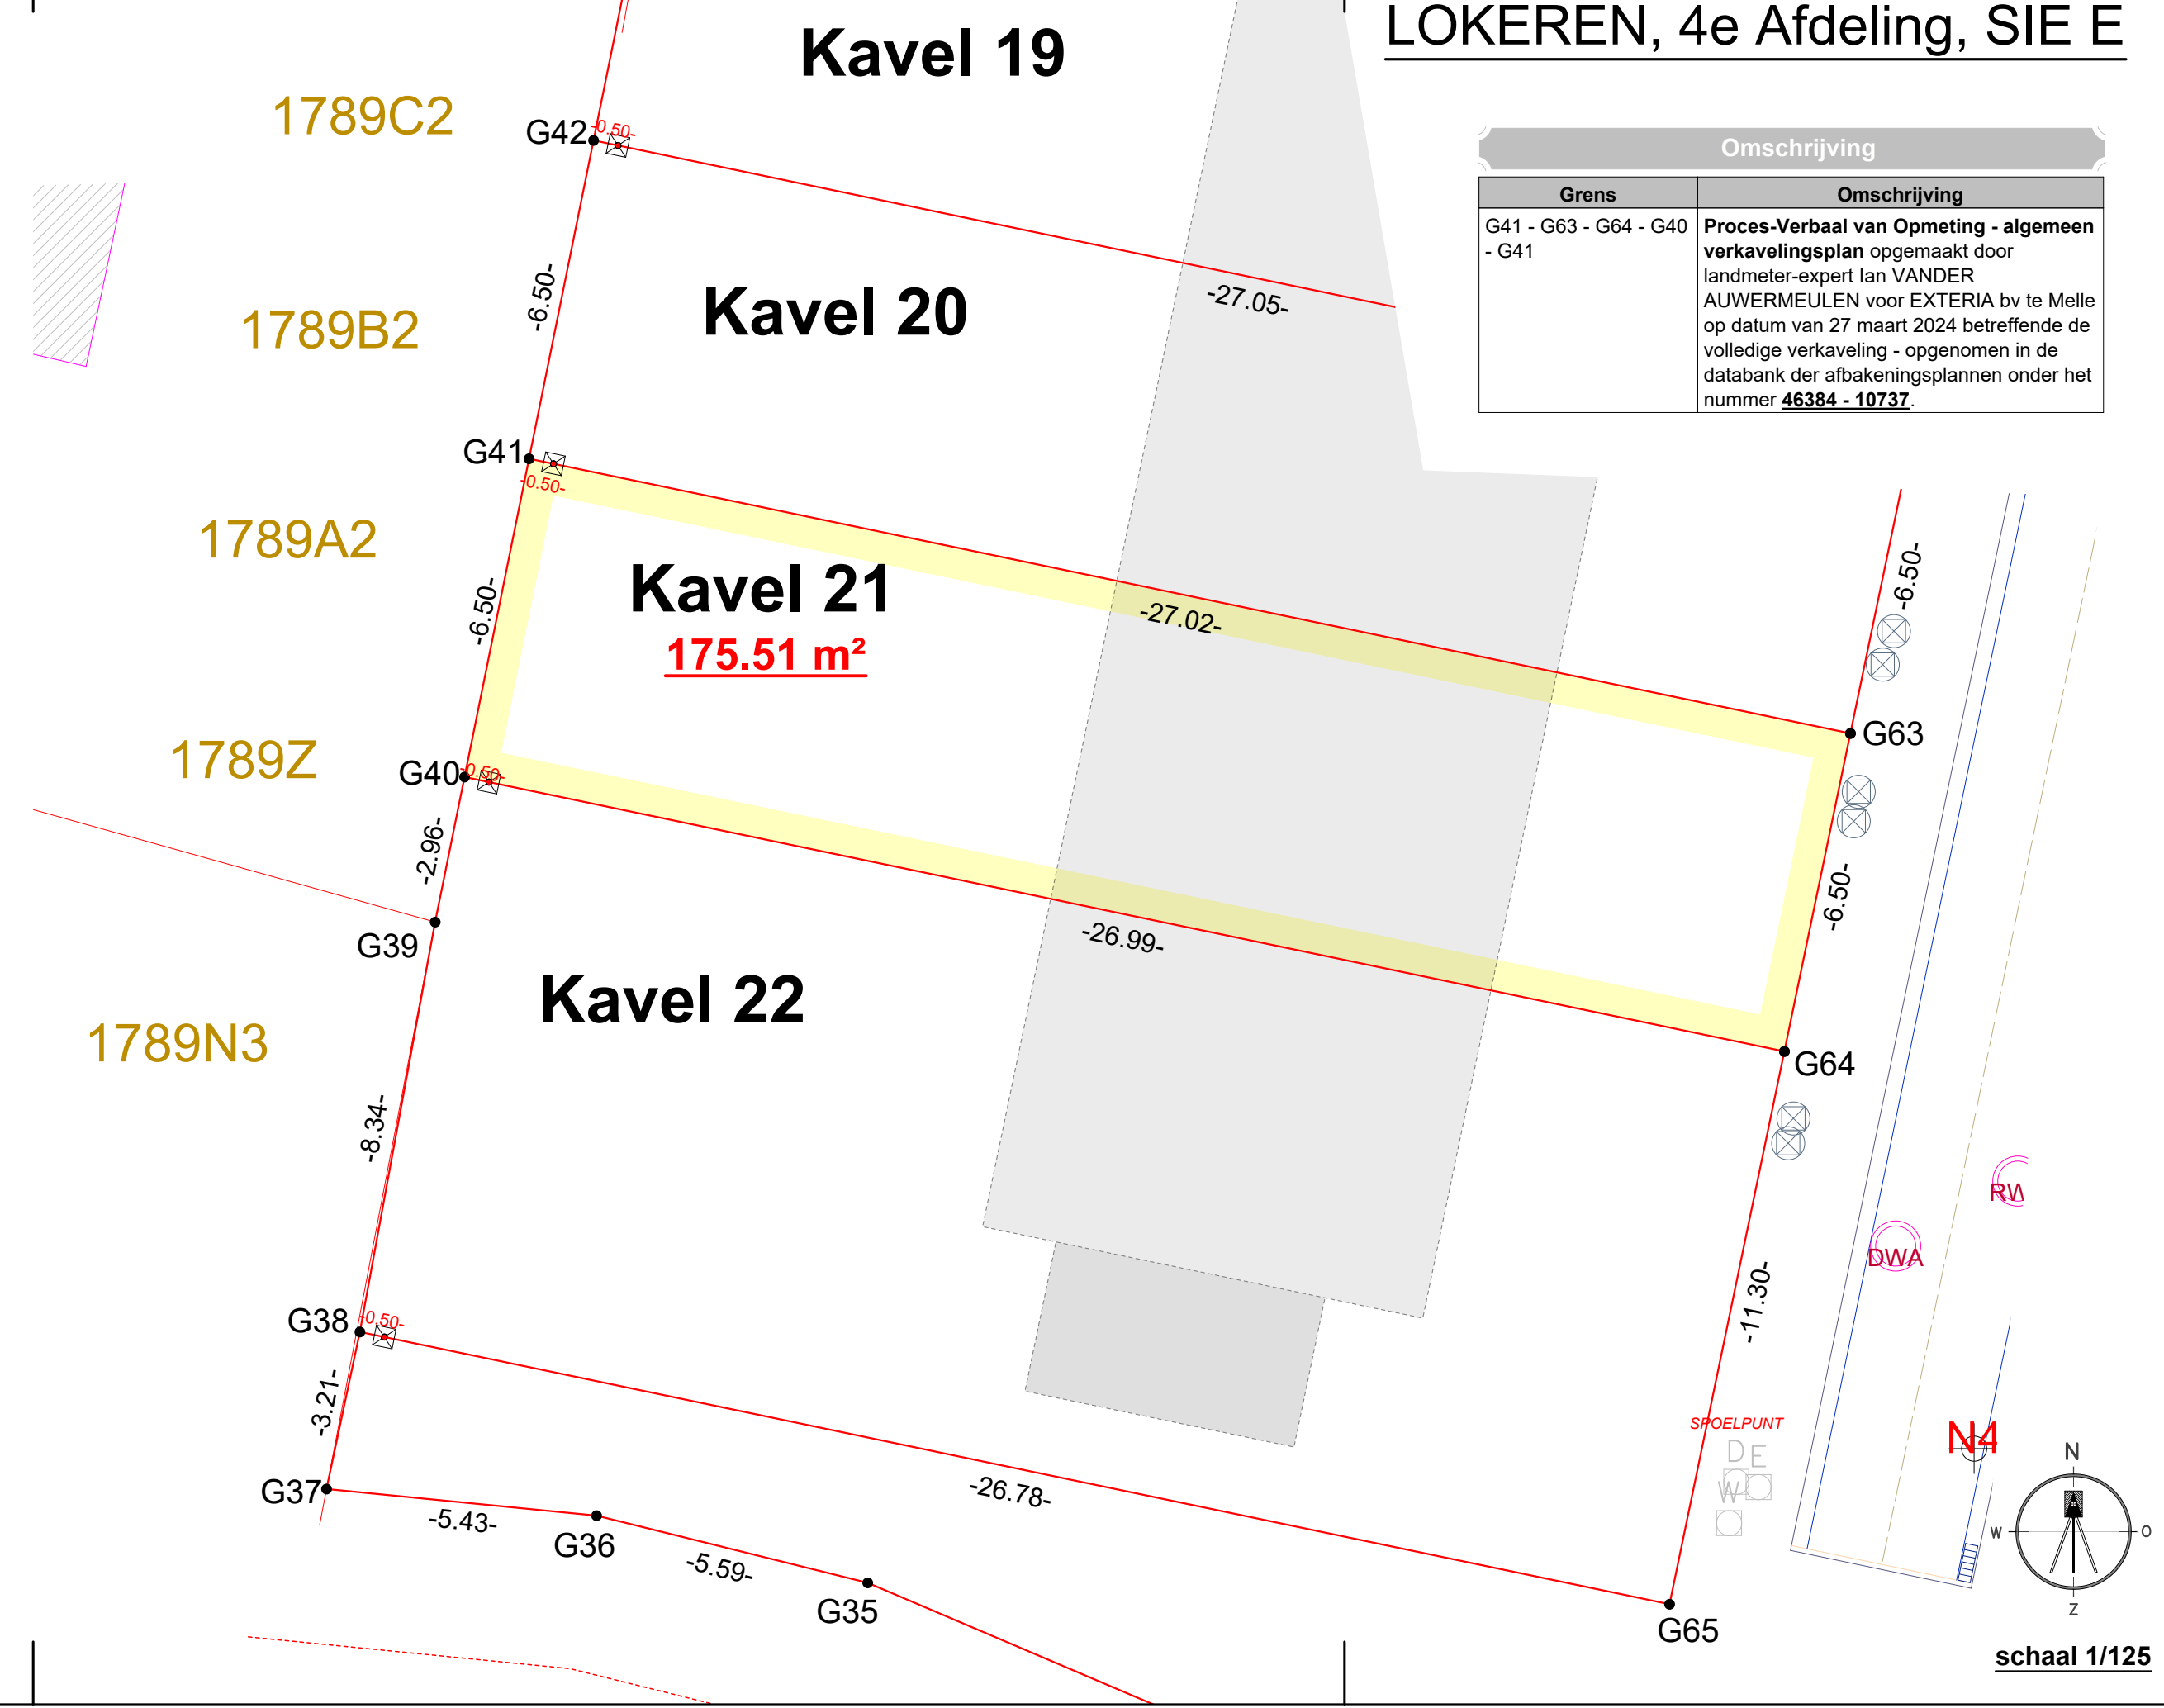 LOKEREN, 4e Afdeling, SIE E
Kavel 19
1789C2
G42
-0.50-
Omschrijving
Grens
Omschrijving
G41 - G63 - G64 - G40
- G41
Proces-Verbaal van Opmeting - algemeen
verkavelingsplan opgemaakt door
landmeter-expert Ian VANDER
AUWERMEULEN voor EXTERIA bv te Melle
op datum van 27 maart 2024 betreffende de
volledige verkaveling - opgenomen in de
databank der afbakeningsplannen onder het
nummer 46384 - 10737.
-6.50-
-27.05-
Kavel 20
1789B2
G41
-0.50-
1789A2
-6.50-
Kavel 21
175.51 m²
-27.02-
-6.50-
G63
1789Z
G40
-0.50-
-2.96-
-6.50-
G39
-26.99-
Kavel 22
1789N3
G64
-8.34-
RW
DWA
-11.30-
G38
-0.50-
-3.21-
SPOELPUNT
D E
W
N4
N
W
O
Z
G37
-5.43-
G36
-5.59-
G35
-26.78-
G65
schaal 1/125